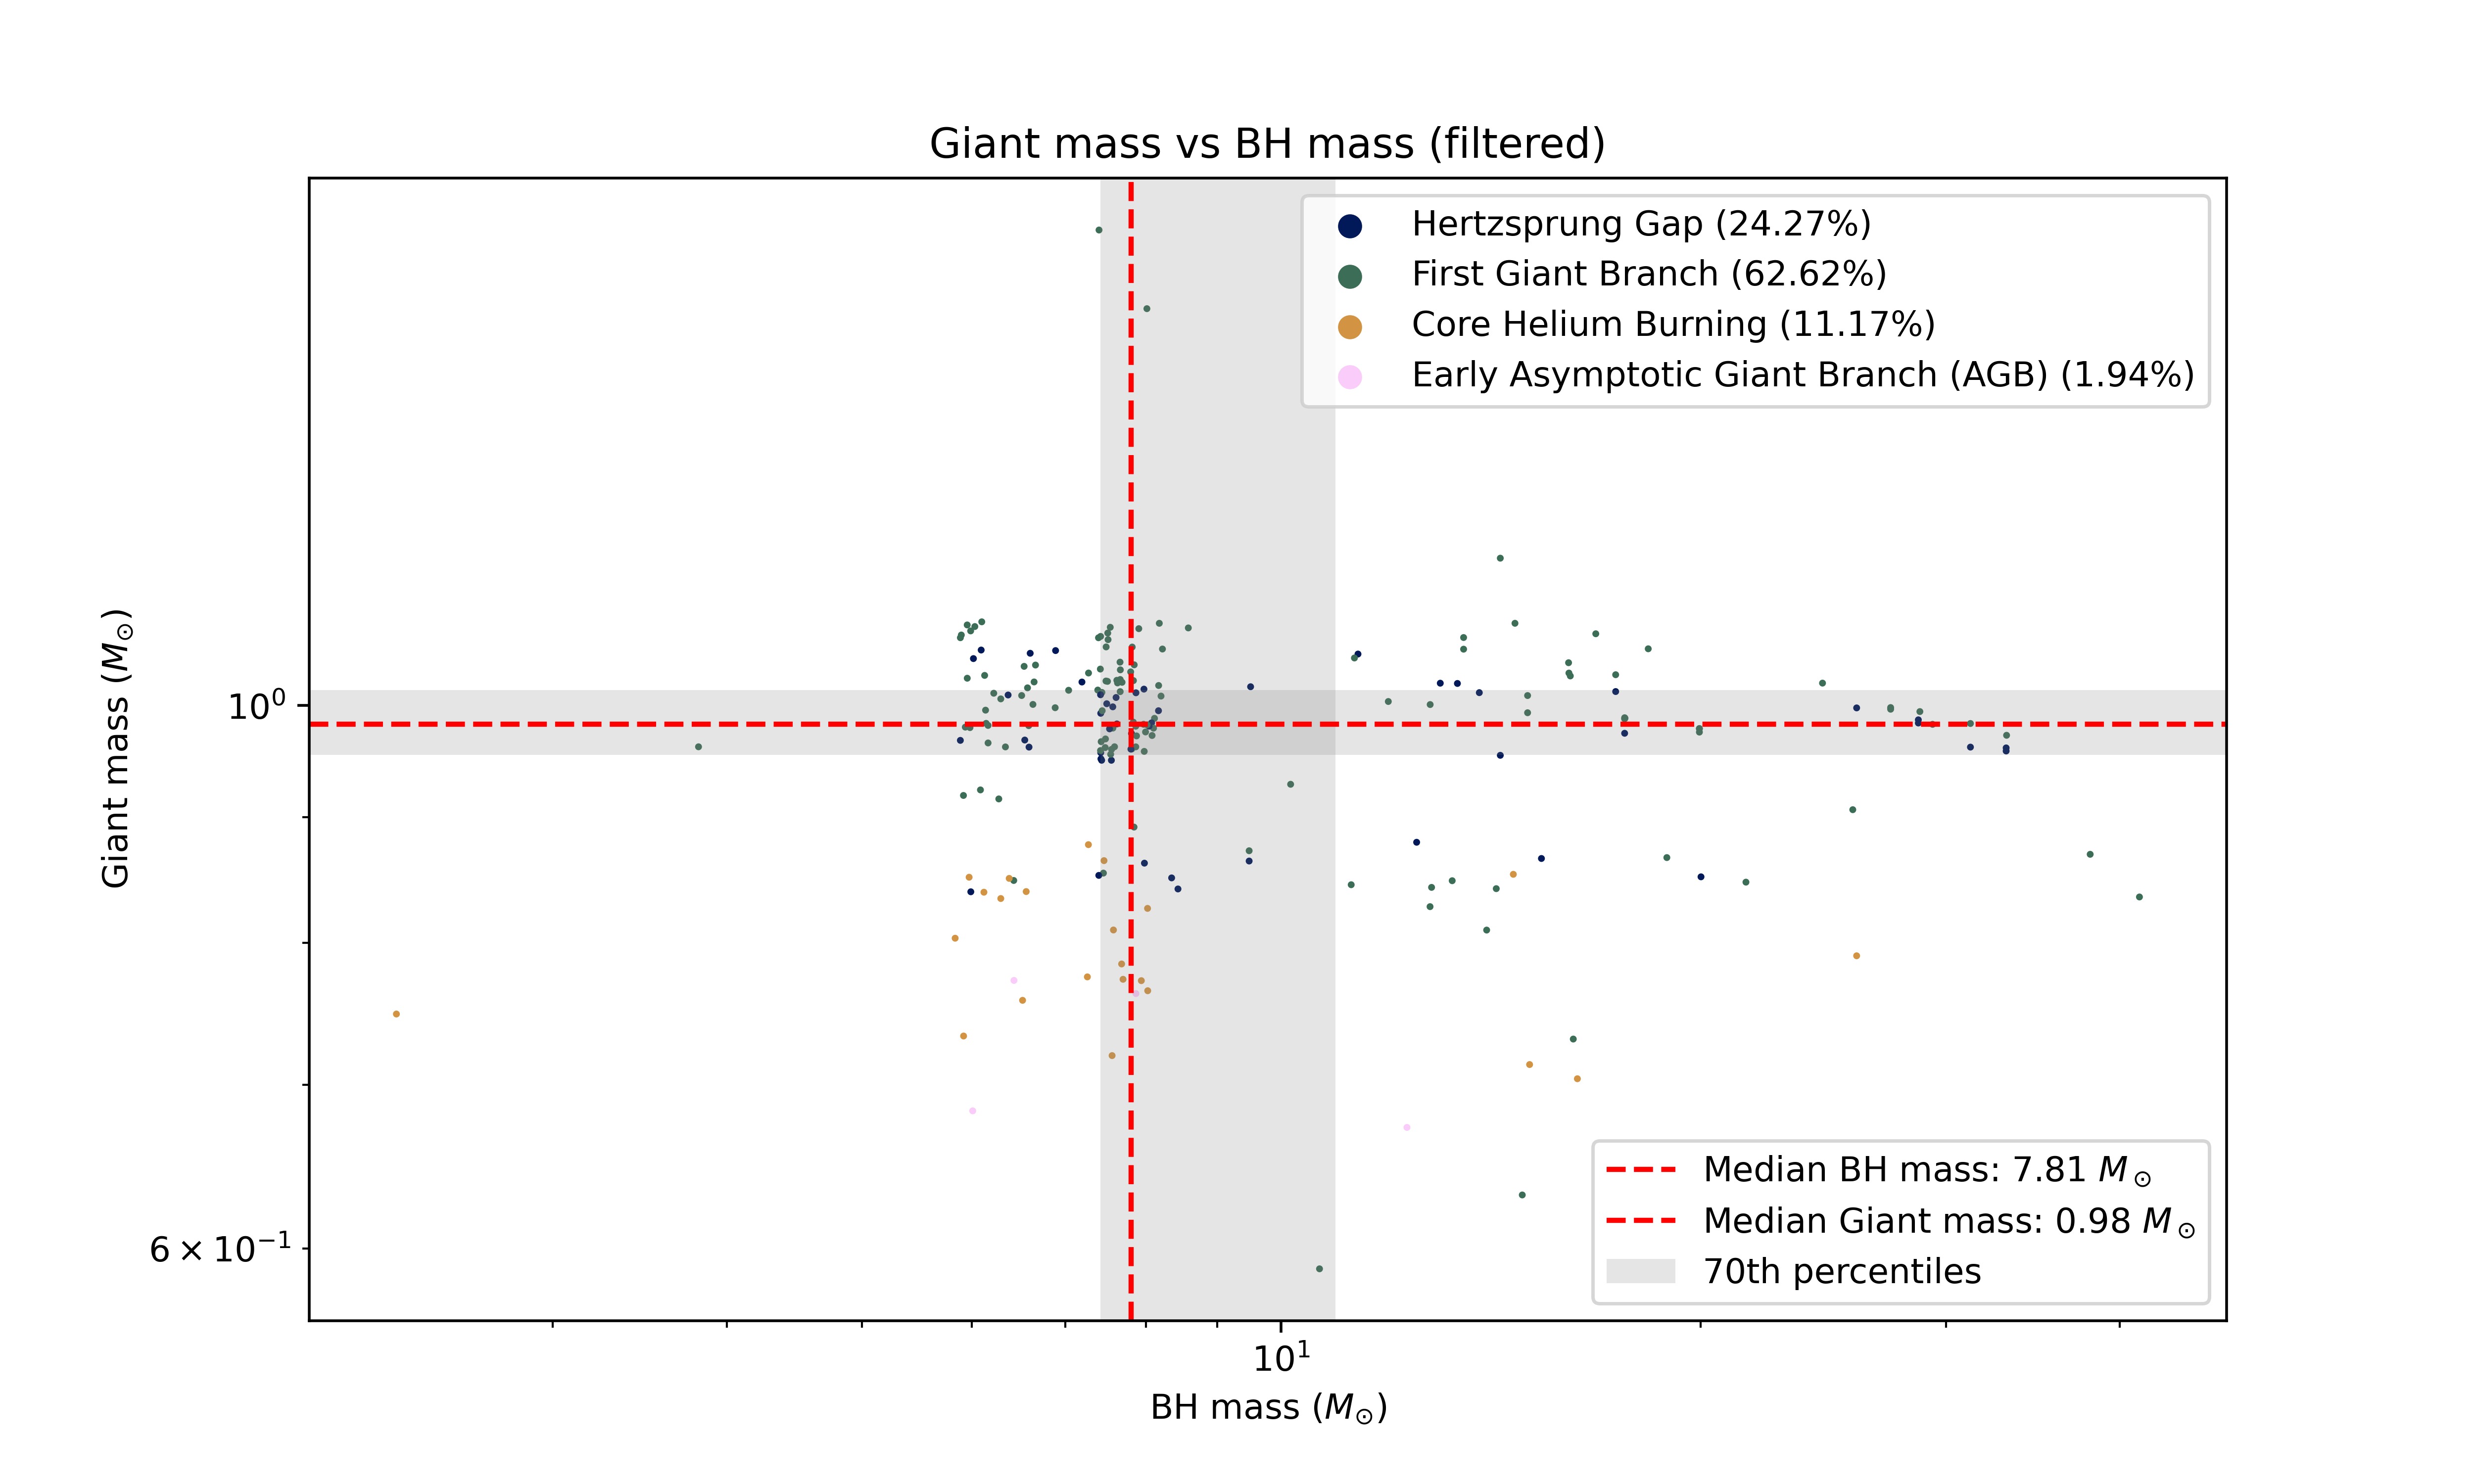 Giant mass vs BH mass (filtered)
Hertzsprung Gap (24.27%)
First Giant Branch (62.62%)
Core Helium Burning (11.17%)
Early Asymptotic Giant Branch (AGB) (1.94%)
Giant mass (M⊙)
10⁰
6 × 10⁻¹
Median BH mass: 7.81 M⊙
Median Giant mass: 0.98 M⊙
70th percentiles
10¹
BH mass (M⊙)